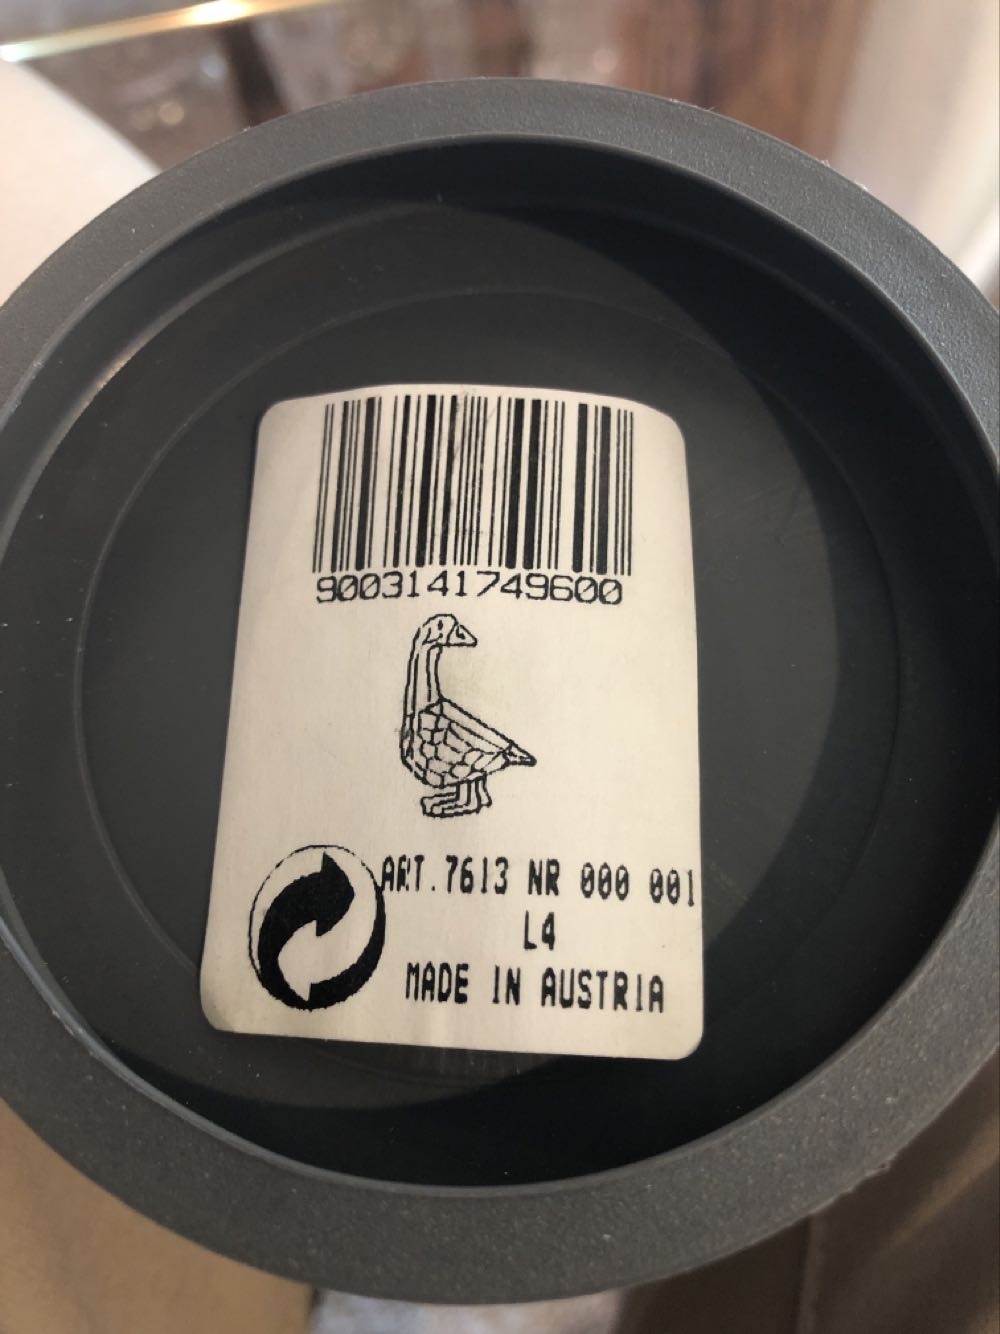 9003141749600
ART.7613 NR 000 001
L4
MADE IN AUSTRIA